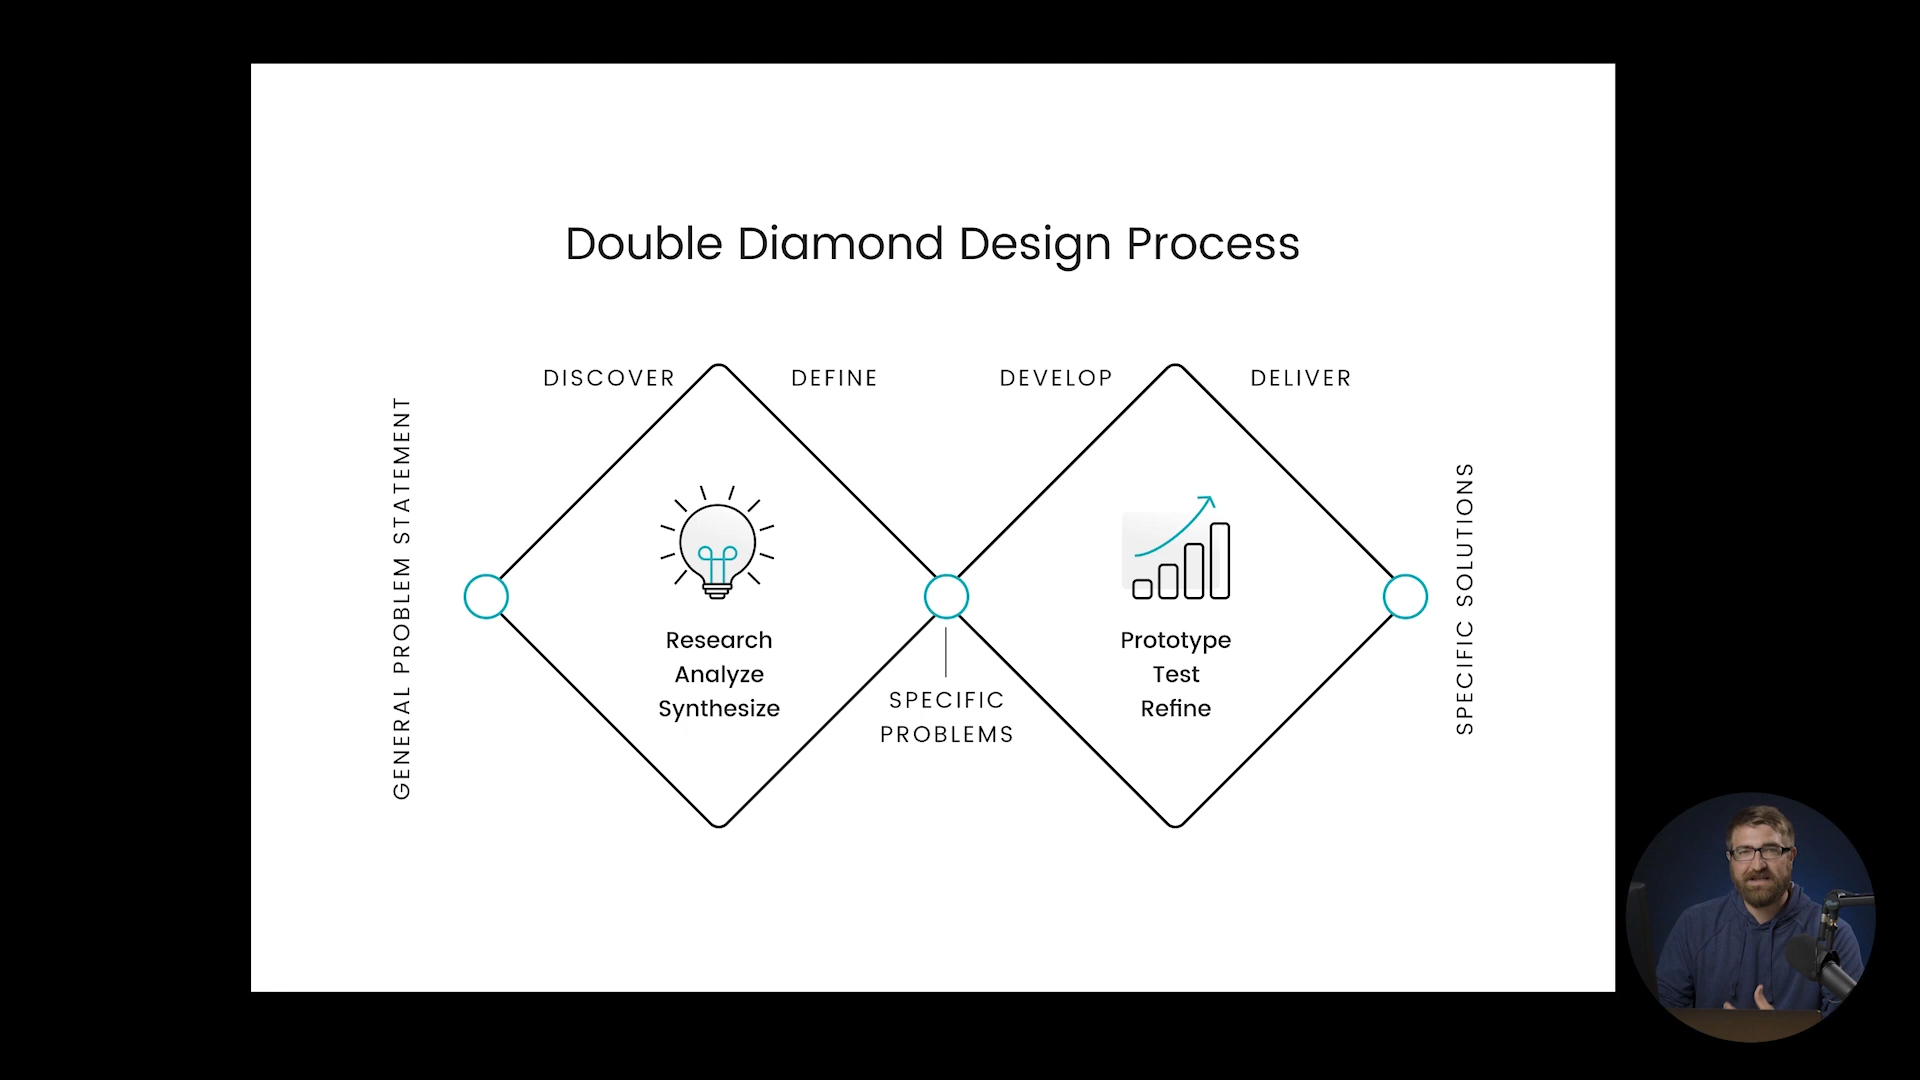 Double Diamond Design Process
DISCOVER
DEFINE
DEVELOP
DELIVER
GENERAL PROBLEM STATEMENT
Research
Analyze
Synthesize
SPECIFIC
PROBLEMS
Prototype
Test
Refine
SPECIFIC SOLUTIONS